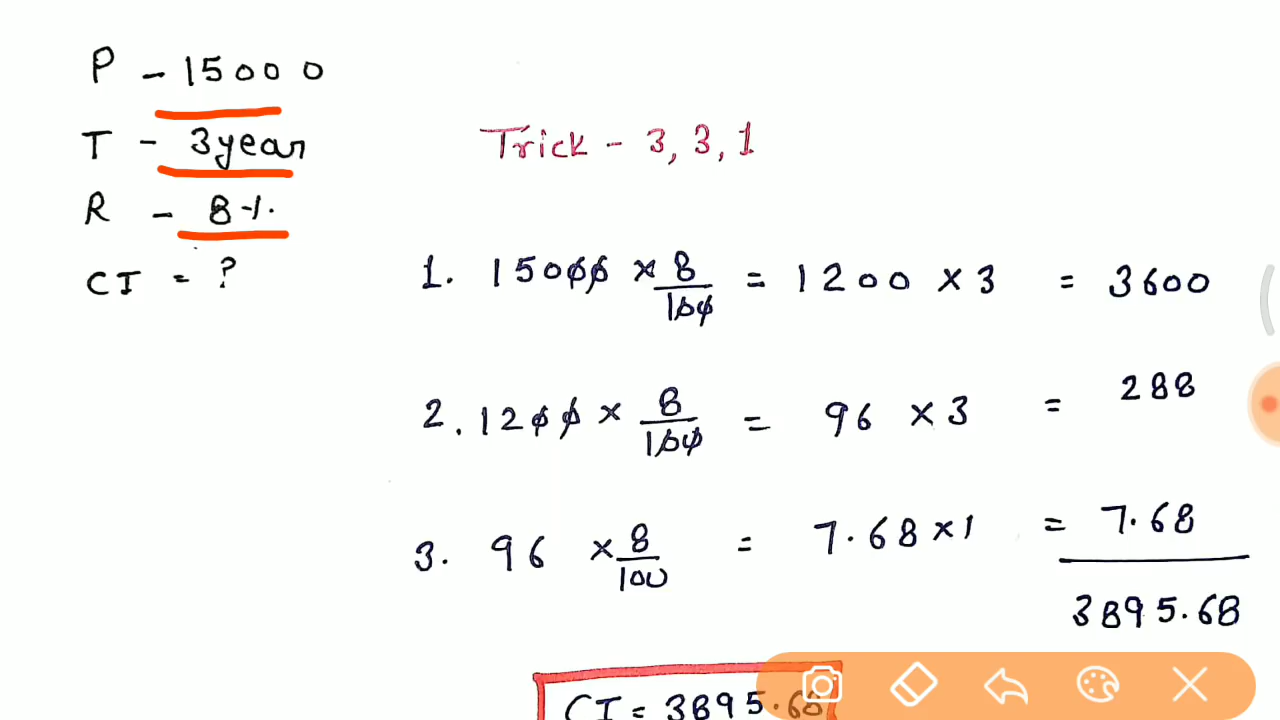 P - 15000
T - 3year
R - 8%
CI = ?
Trick - 3, 3, 1
1. 15000 × 8/100 = 1200 × 3 = 3600
2. 1200 × 8/100 = 96 × 3 = 288
3. 96 × 8/100 = 7.68 × 1 = 7.68
3895.68
CI = 3895.68